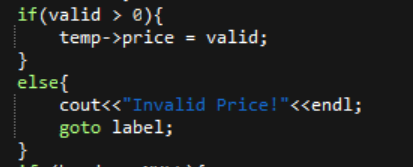 if(valid > 0){
temp->price = valid;
}
else{
cout<<"Invalid Price!"<<endl;
goto label;
}